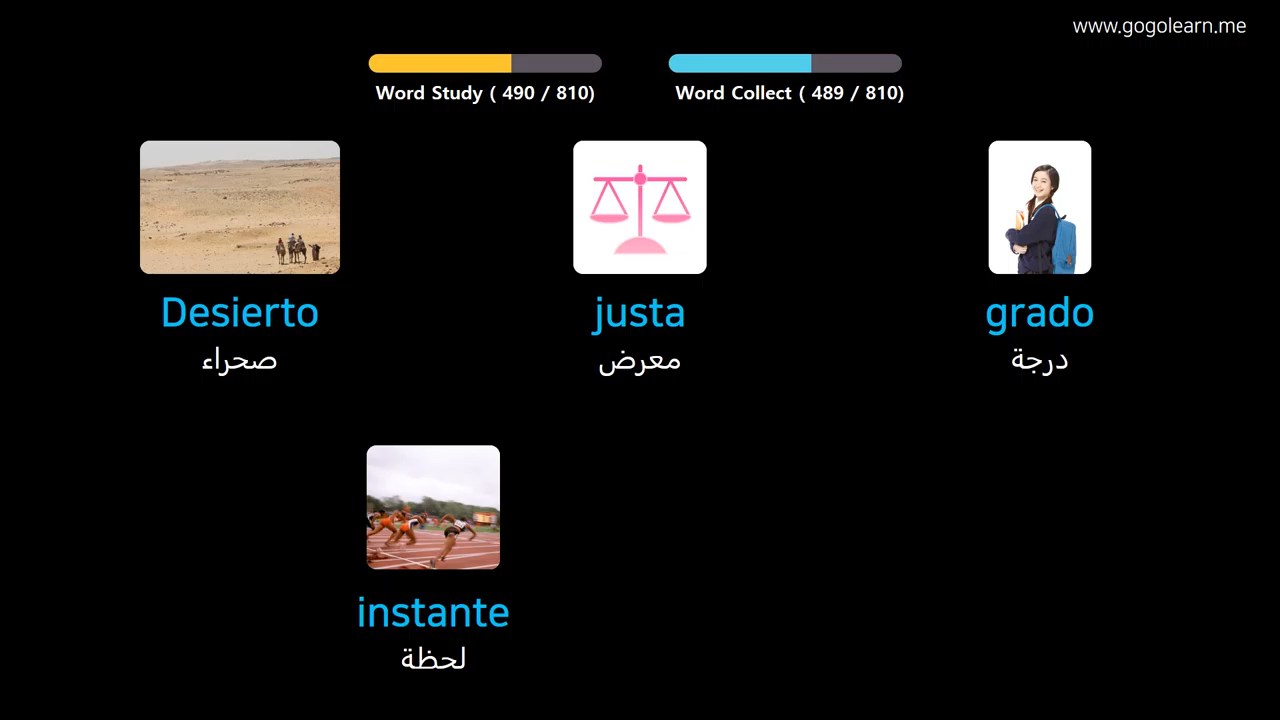 www.gogolearn.me
Word Study ( 490 / 810)
Word Collect ( 489 / 810)
Desierto
صحراء
justa
معرض
grado
درجة
instante
لحظة